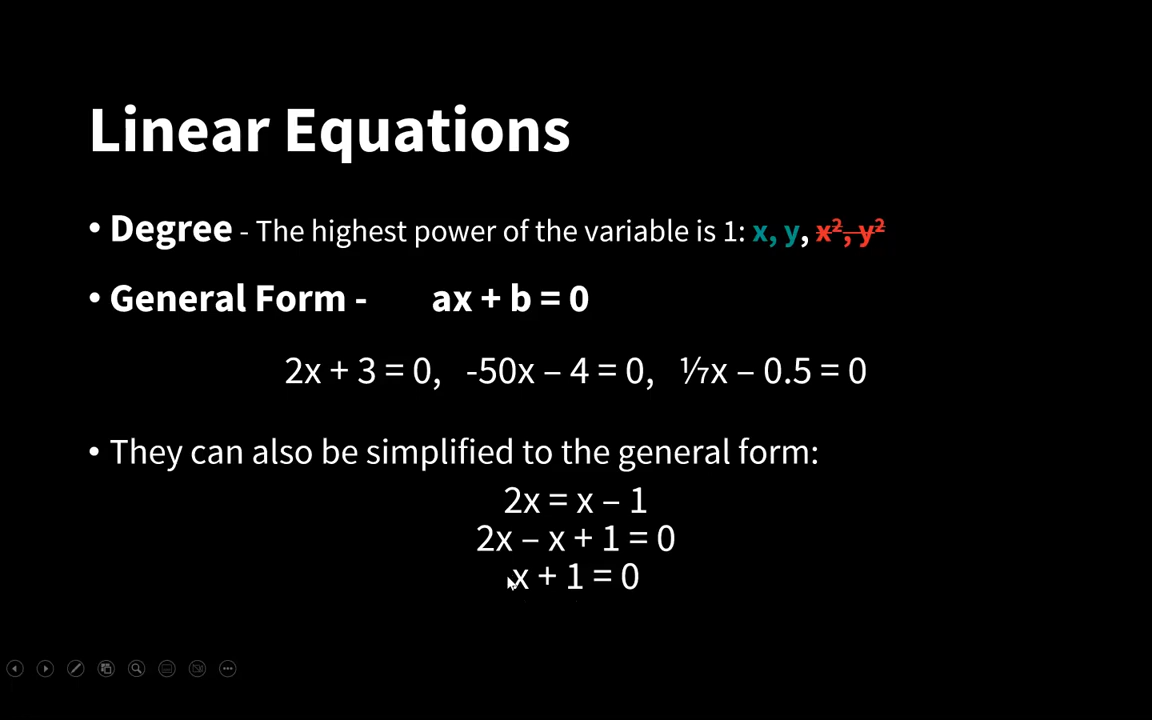 Linear Equations
• Degree - The highest power of the variable is 1: x, y, x², y²
• General Form - ax + b = 0
2x + 3 = 0, -50x – 4 = 0, ⅐x – 0.5 = 0
• They can also be simplified to the general form:
2x = x – 1
2x – x + 1 = 0
x + 1 = 0